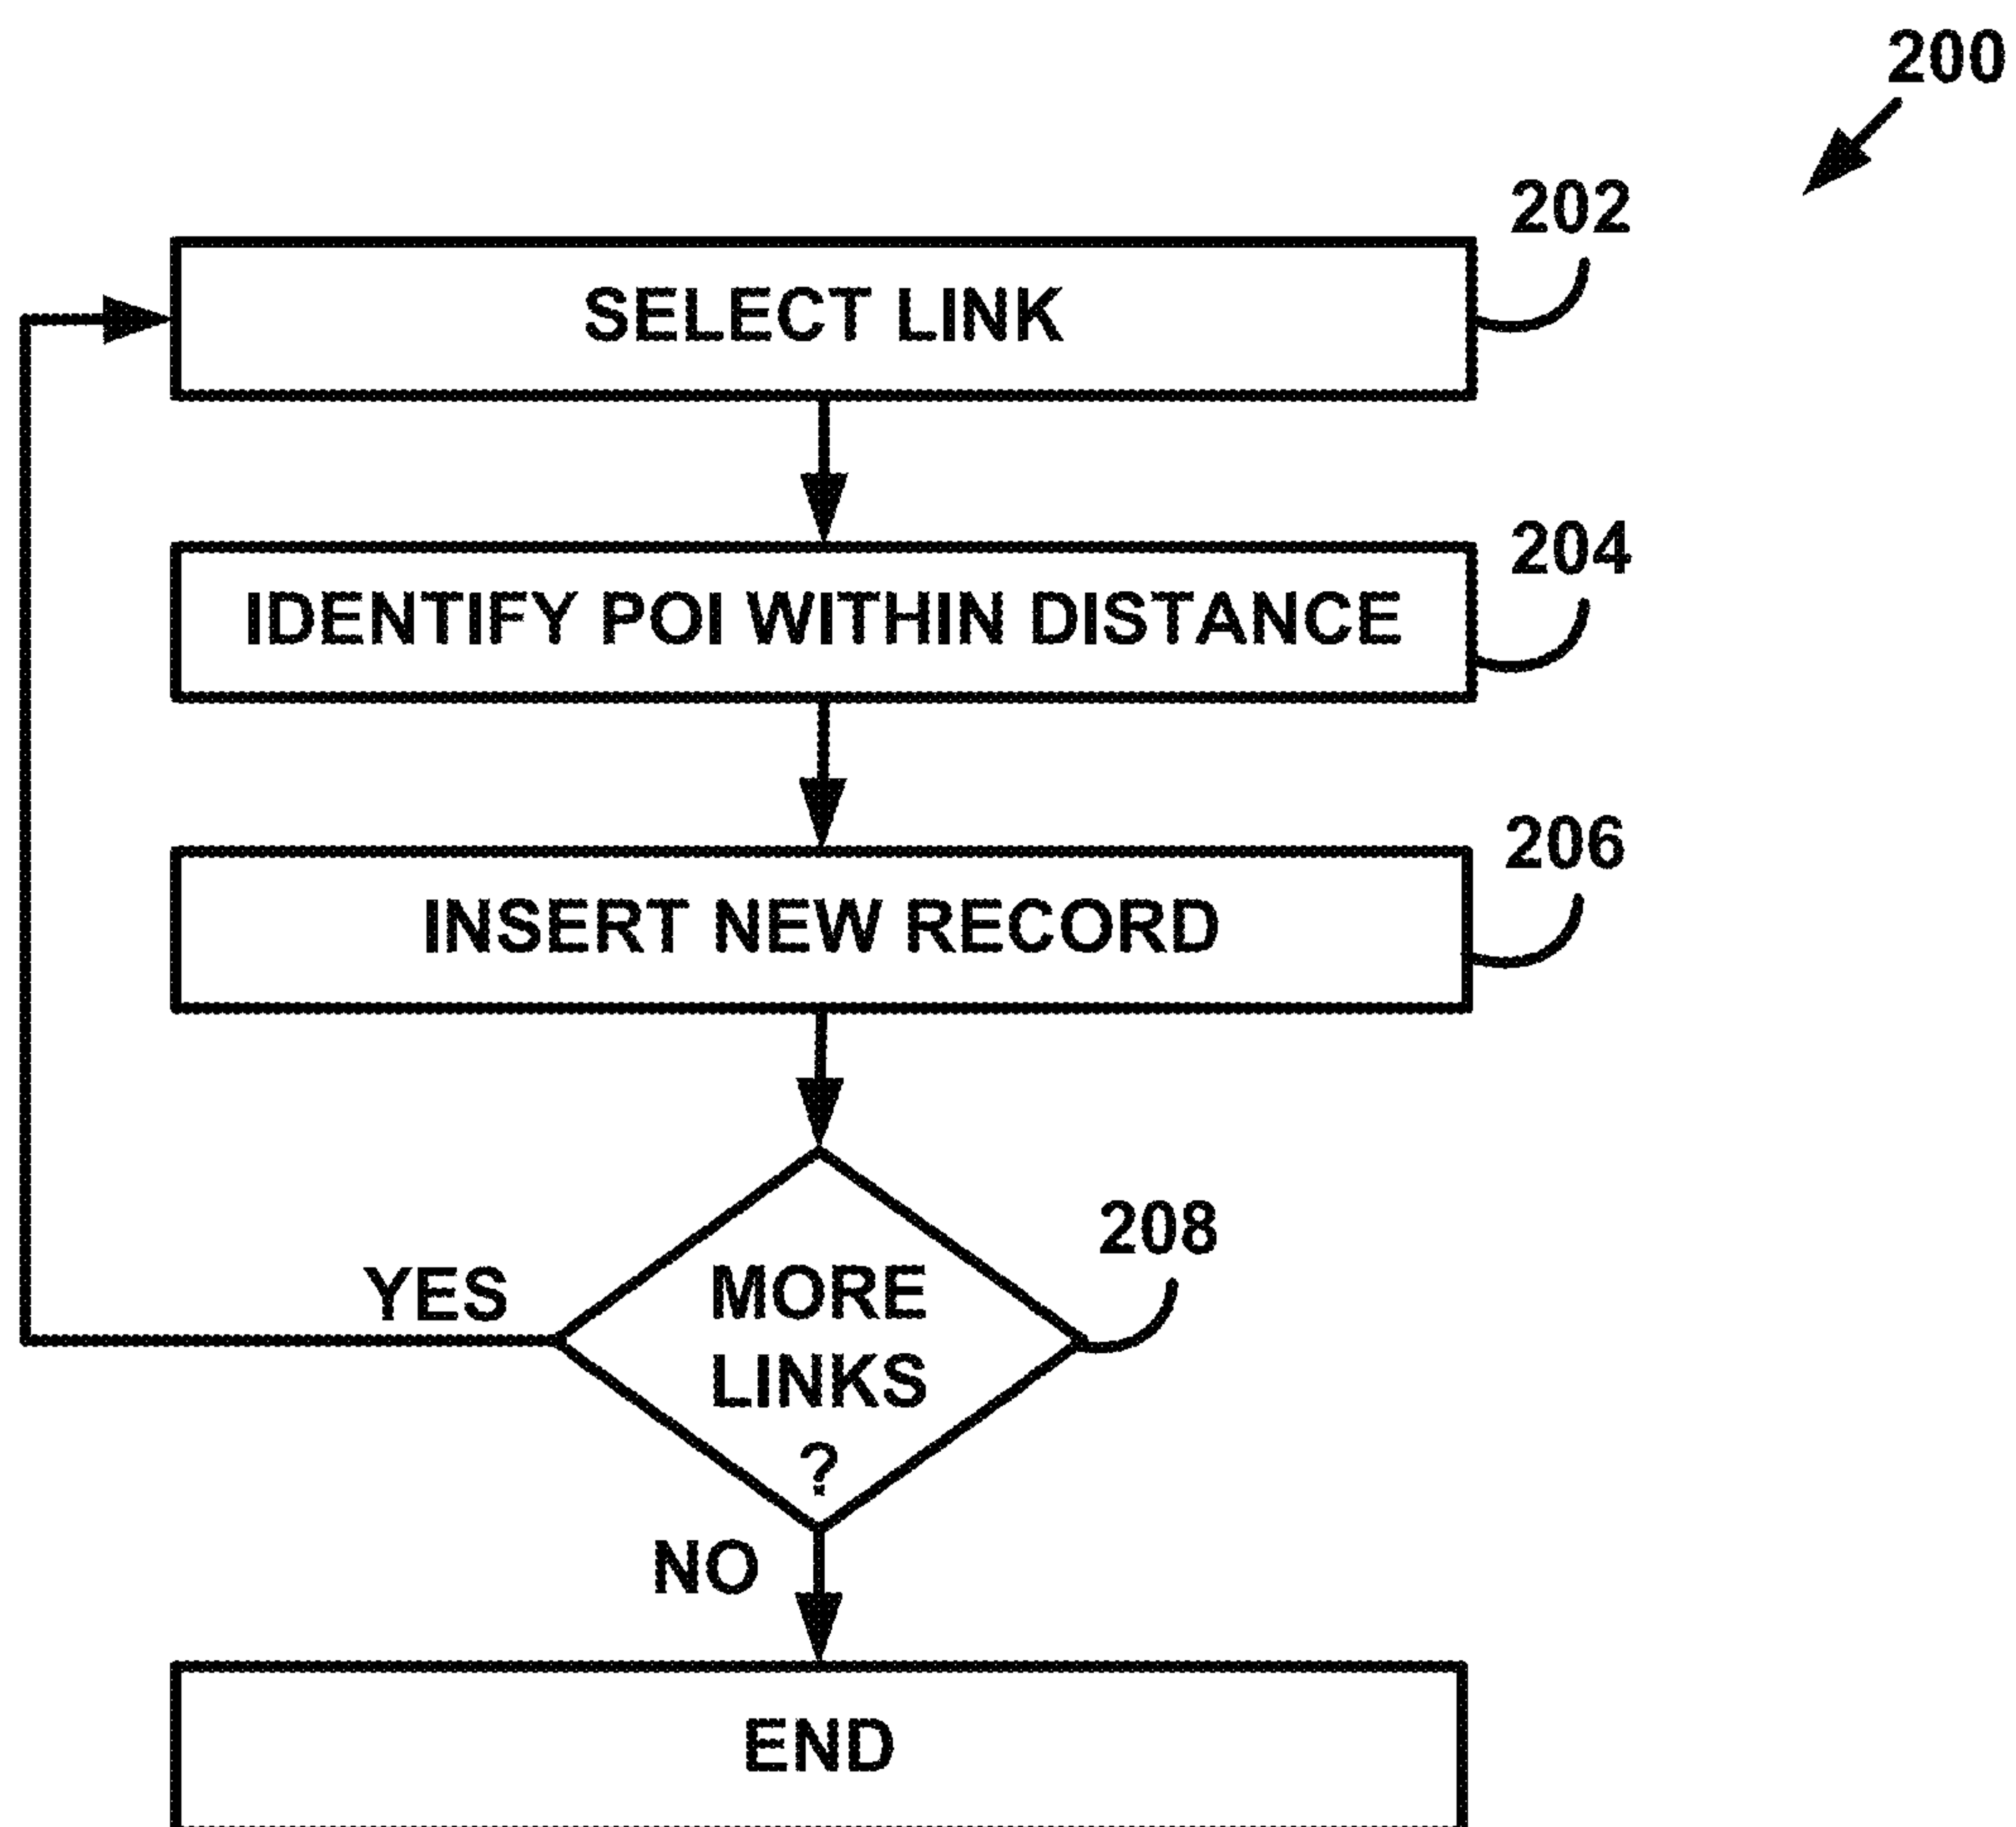 200
202
SELECT LINK
204
IDENTIFY POI WITHIN DISTANCE
206
INSERT NEW RECORD
208
YES
MORE
LINKS
?
NO
END